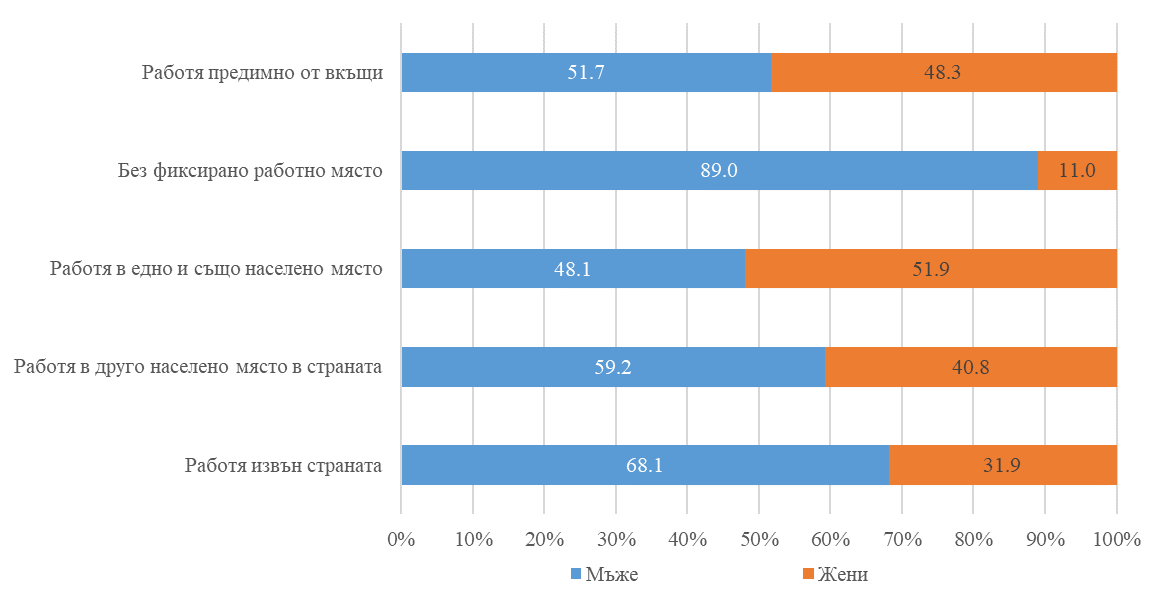 Работя предимно от вкъщи
51.7
48.3
Без фиксирано работно място
89.0
11.0
Работя в едно и също населено място
48.1
51.9
Работя в друго населено място в страната
59.2
40.8
Работя извън страната
68.1
31.9
0% 10% 20% 30% 40% 50% 60% 70% 80% 90% 100%
Мъже Жени